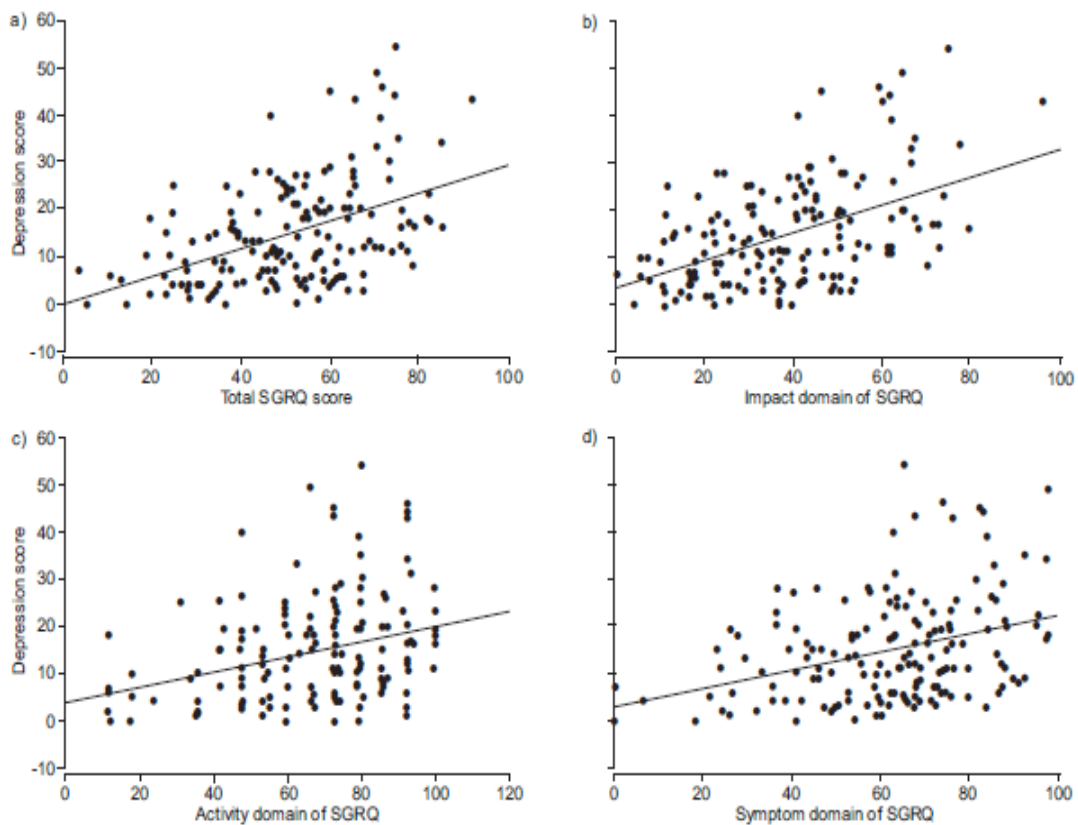 a)
60
50
40
30
20
10
0
-10
Depression score
0 20 40 60 80 100
Total SGRQ score
b)
0 20 40 60 80 100
Impact domain of SGRQ
c)
60
50
40
30
20
10
0
-10
Depression score
0 20 40 60 80 100 120
Activity domain of SGRQ
d)
0 20 40 60 80 100
Symptom domain of SGRQ